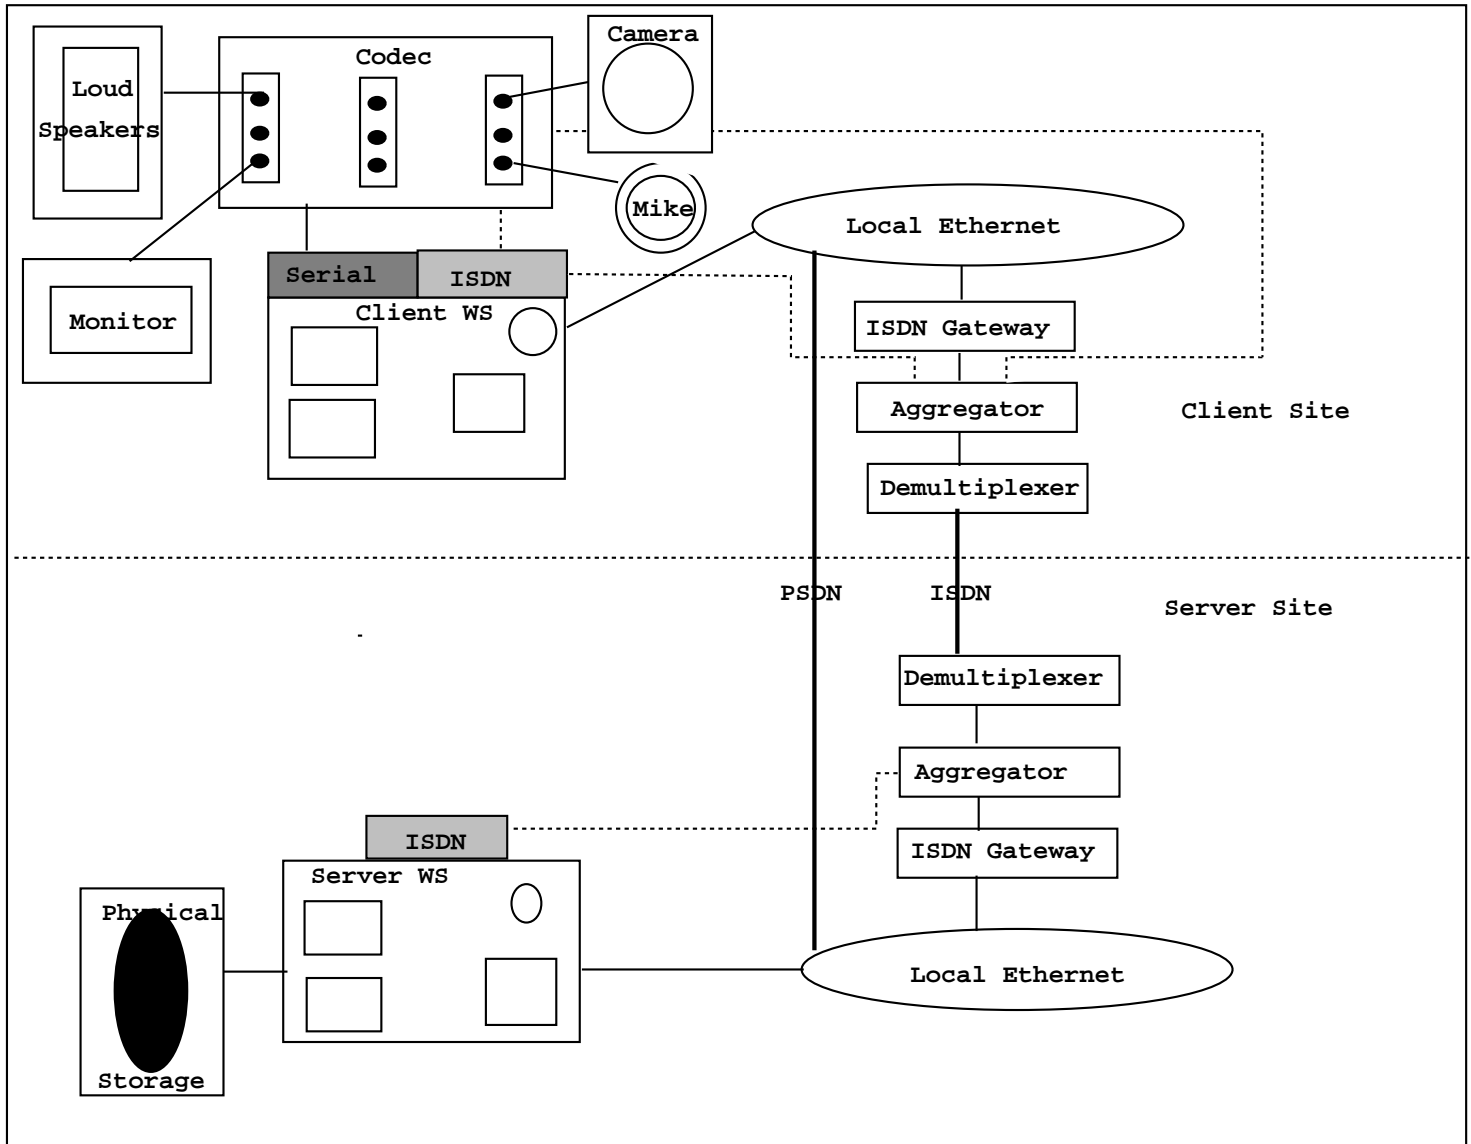 Camera
Codec
Loud
Speakers
Mike
Local Ethernet
Serial
ISDN
Client WS
Monitor
ISDN Gateway
Aggregator
Client Site
Demultiplexer
PSDN
ISDN
Server Site
Demultiplexer
Aggregator
ISDN
ISDN Gateway
Server WS
Physical
Local Ethernet
Storage